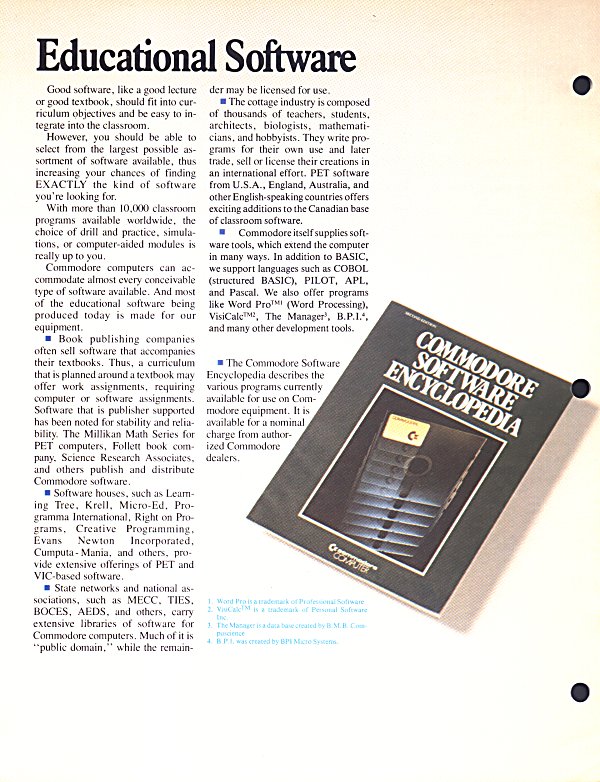 Educational Software
Good software, like a good lecture
or good textbook, should fit into cur-
riculum objectives and be easy to in-
tegrate into the classroom.
However, you should be able to
select from the largest possible as-
sortment of software available, thus
increasing your chances of finding
EXACTLY the kind of software
you're looking for.
With more than 10,000 classroom
programs available worldwide, the
choice of drill and practice, simula-
tions, or computer-aided modules is
really up to you.
Commodore computers can ac-
commodate almost every conceivable
type of software available. And most
of the educational software being
produced today is made for our
equipment.
■ Book publishing companies
often sell software that accompanies
their textbooks. Thus, a curriculum
that is planned around a textbook may
offer work assignments, requiring
computer or software assignments.
Software that is publisher supported
has been noted for stability and relia-
bility. The Millikan Math Series for
PET computers, Follett book com-
pany, Science Research Associates,
and others publish and distribute
Commodore software.
■ Software houses, such as Learn-
ing Tree, Krell, Micro-Ed, Pro-
gramma International, Right on Pro-
grams, Creative Programming,
Evans Newton Incorporated,
Cumputa-Mania, and others, pro-
vide extensive offerings of PET and
VIC-based software.
■ State networks and national as-
sociations, such as MECC, TIES,
BOCES, AEDS, and others, carry
extensive libraries of software for
Commodore computers. Much of it is
"public domain," while the remain-
der may be licensed for use.
■ The cottage industry is composed
of thousands of teachers, students,
architects, biologists, mathemati-
cians, and hobbyists. They write pro-
grams for their own use and later
trade, sell or license their creations in
an international effort. PET software
from U.S.A., England, Australia, and
other English-speaking countries offers
exciting additions to the Canadian base
of classroom software.
■ Commodore itself supplies soft-
ware tools, which extend the computer
in many ways. In addition to BASIC,
we support languages such as COBOL
(structured BASIC), PILOT, APL,
and Pascal. We also offer programs
like Word Pro™1 (Word Processing),
VisiCalc™2, The Manager3, B.P.I.4,
and many other development tools.
■ The Commodore Software
Encyclopedia describes the
various programs currently
available for use on Com-
modore equipment. It is
available for a nominal
charge from author-
ized Commodore
dealers.
SECOND EDITION
COMMODORE
SOFTWARE
ENCYCLOPEDIA
commodore
COMPUTER
1. Word Pro is a trademark of Professional Software.
2. VisiCalc™ is a trademark of Personal Software
Inc.
3. The Manager is a data base created by B.M.B. Com-
puscience.
4. B.P.I. was created by BPI Micro Systems.